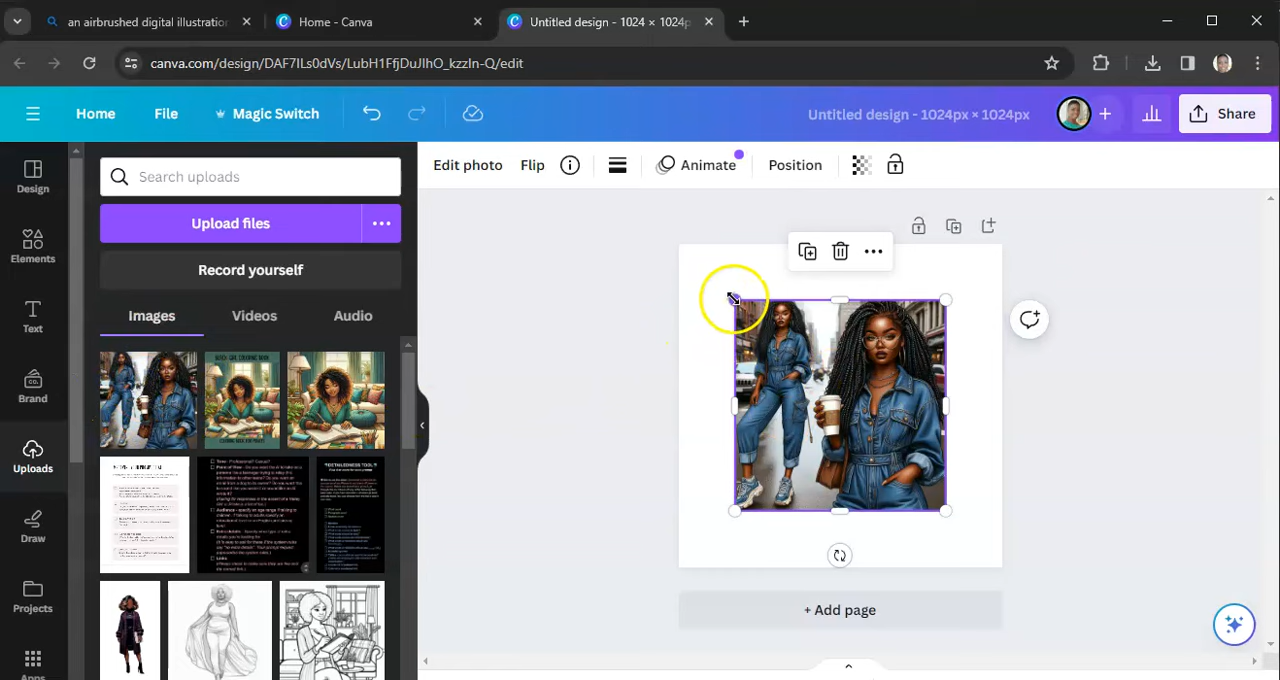 an airbrushed digital illustratio
Home - Canva
Untitled design - 1024 × 1024p
canva.com/design/DAF7ILs0dVs/LubH1FfjDuJIhO_kzzIn-Q/edit
Home
File
Magic Switch
Untitled design - 1024px × 1024px
Share
Design
Elements
Text
Brand
Uploads
Draw
Projects
Apps
Search uploads
Upload files
Record yourself
Images
Videos
Audio
Edit photo
Flip
Animate
Position
+ Add page
CO.